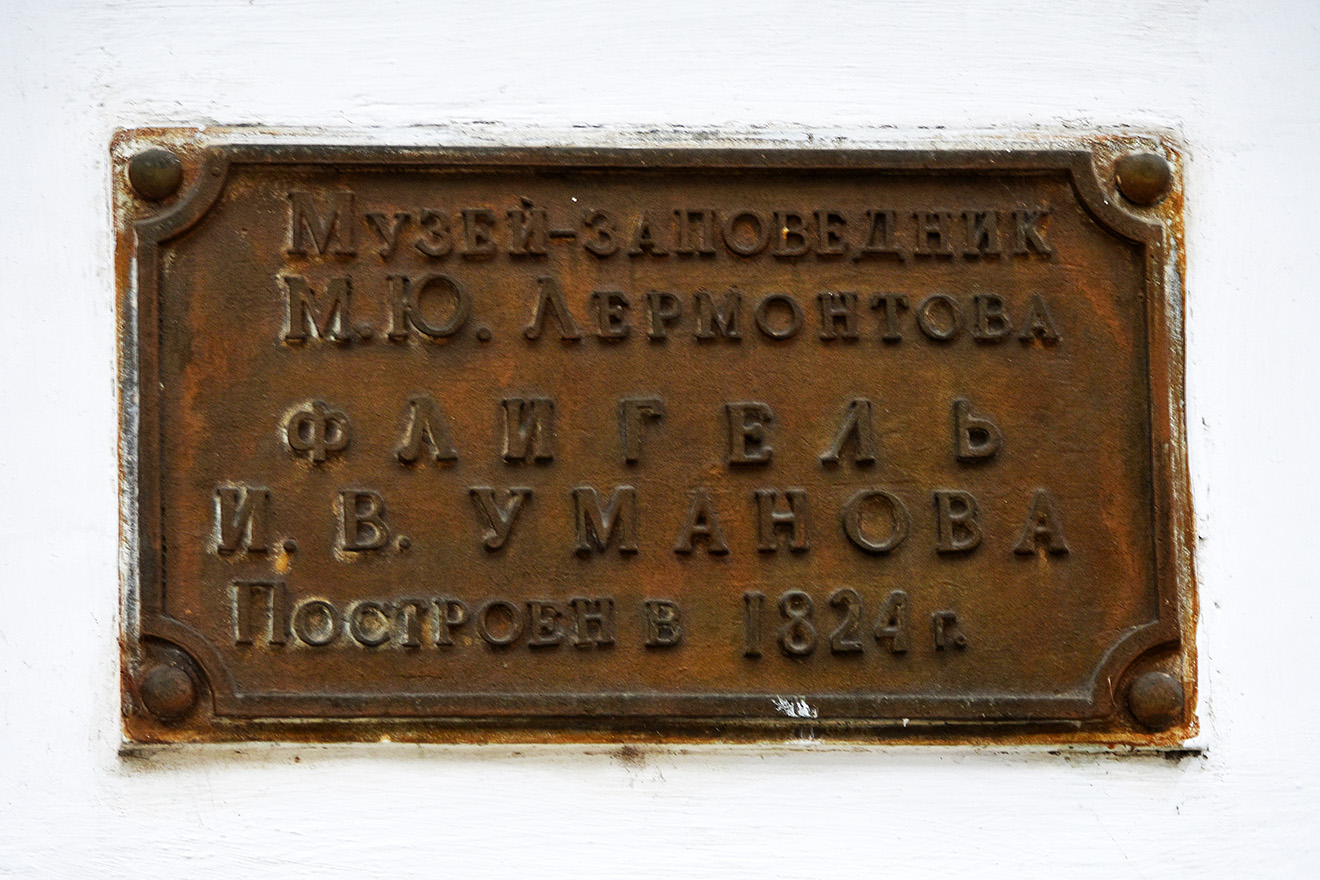 Музей-заповедник
М.Ю. Лермонтова
ФЛИГЕЛЬ
И. В. УМАНОВА
Построен в 1824 г.